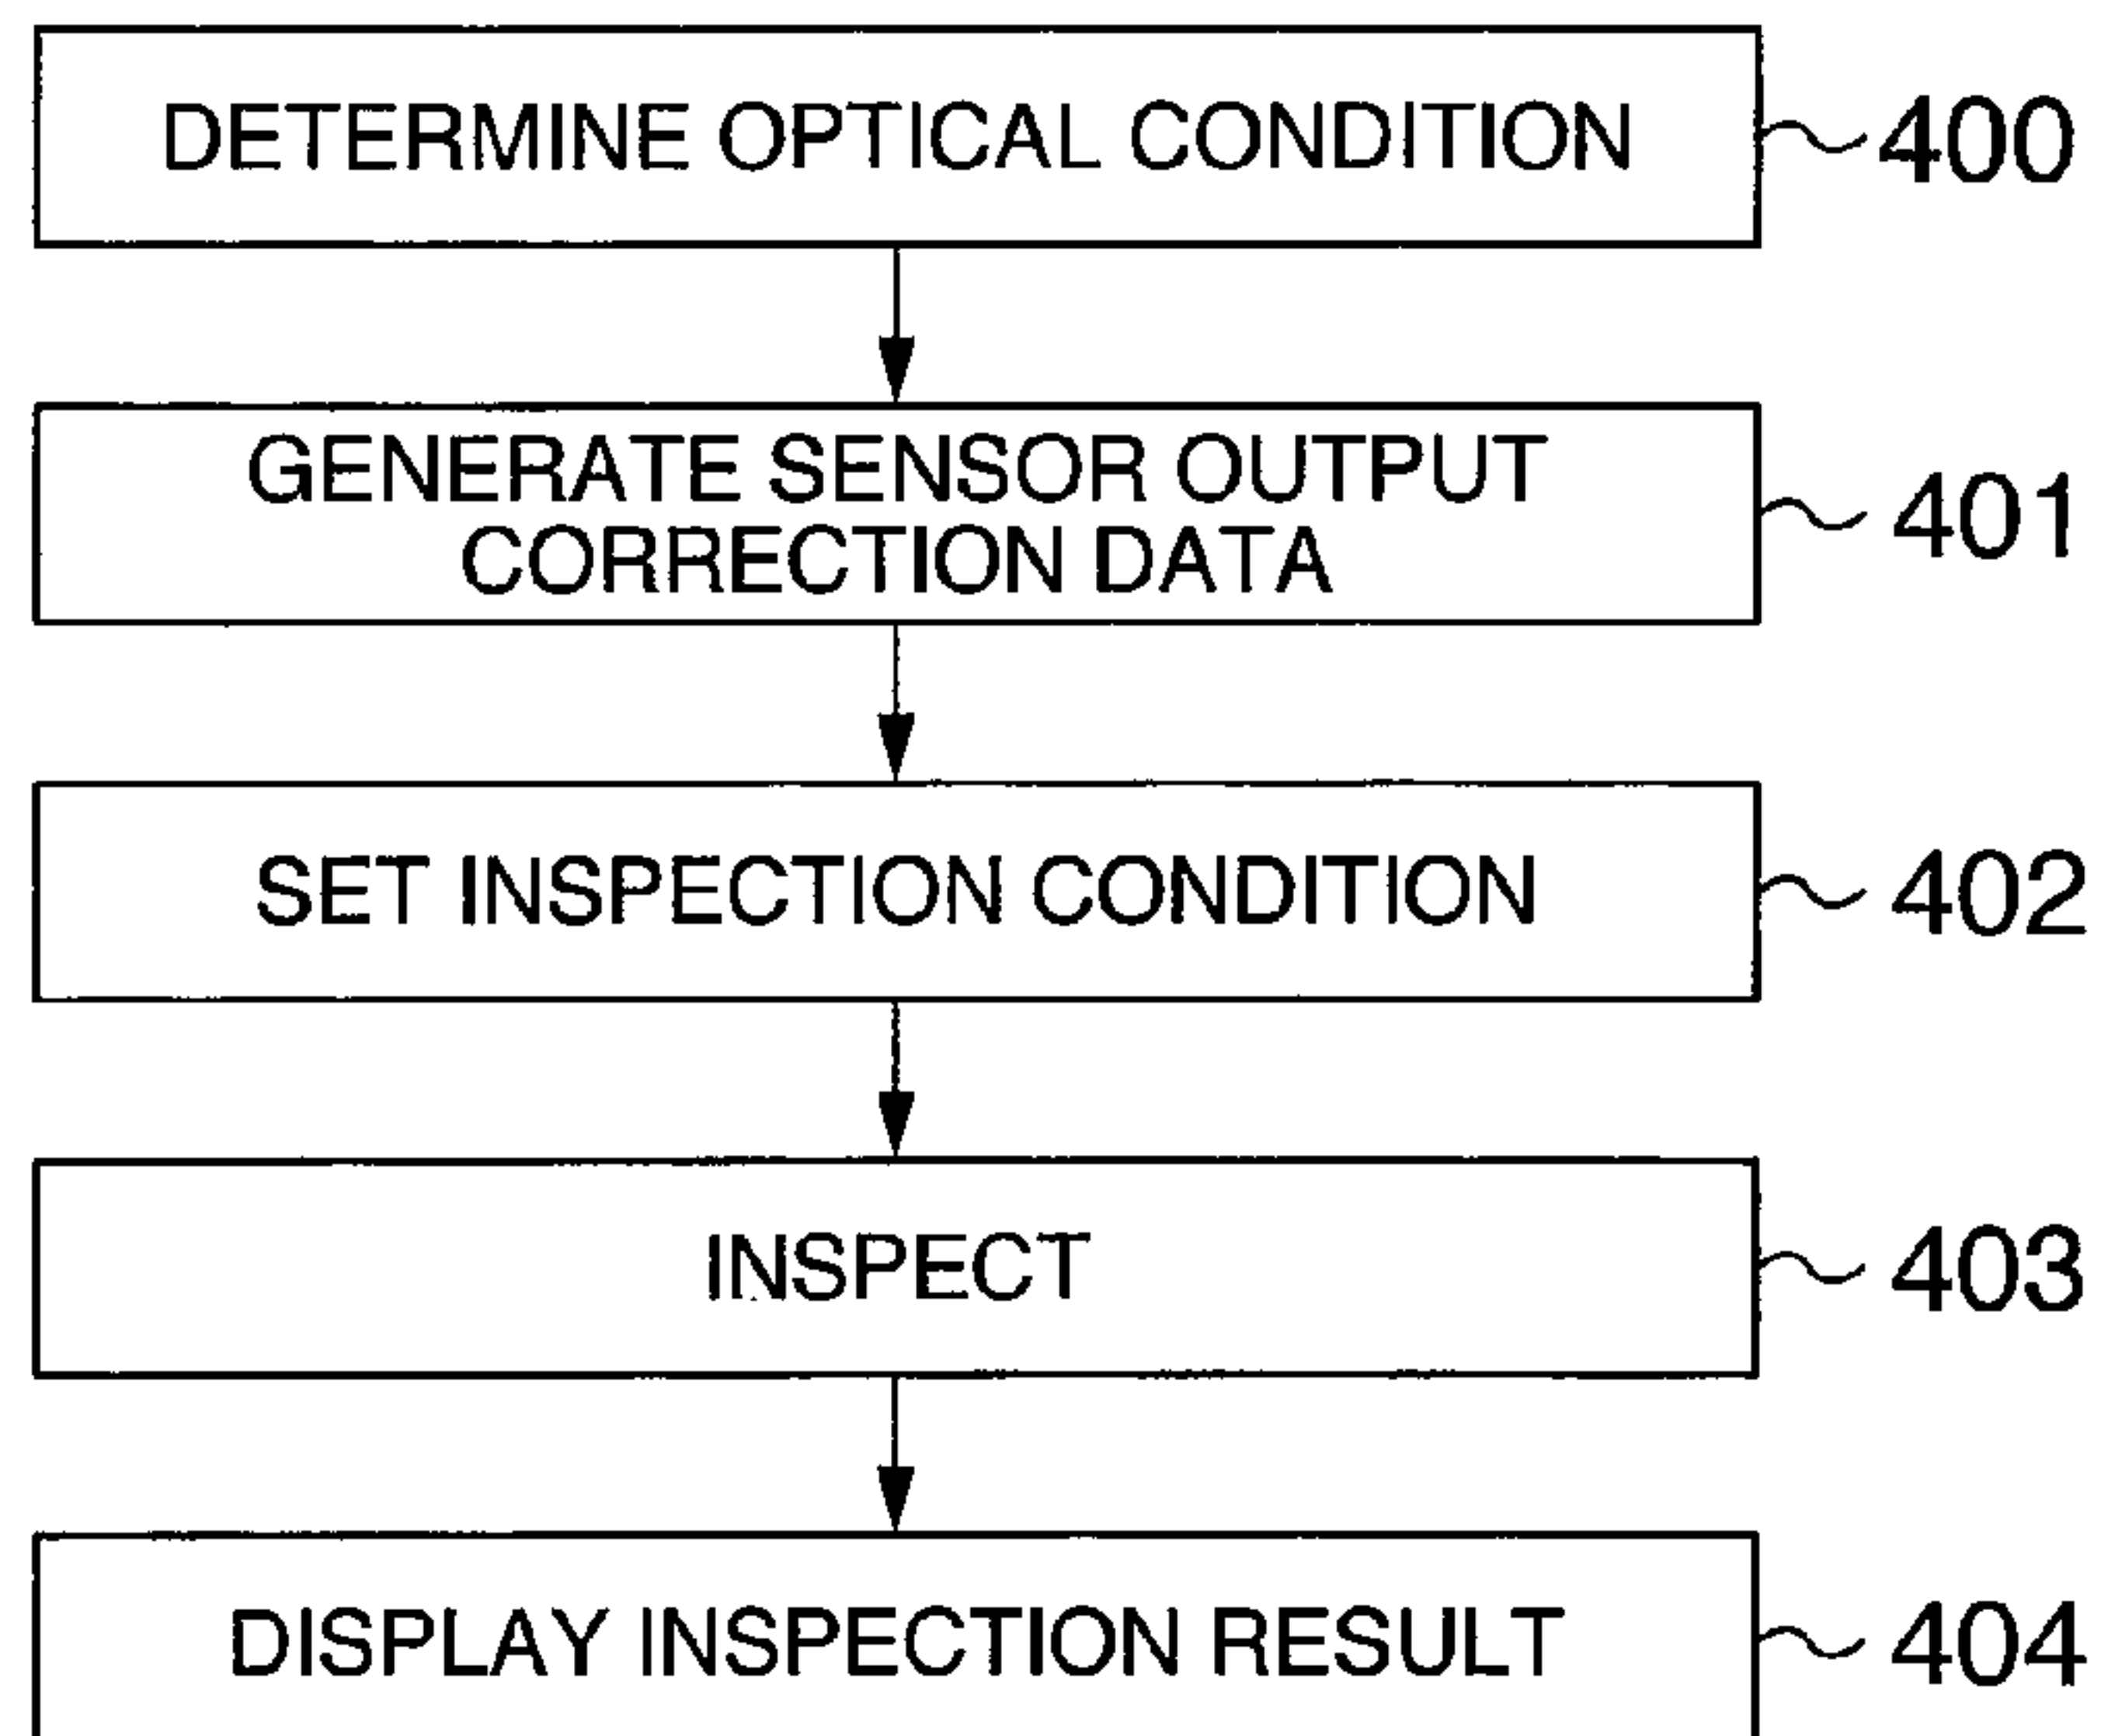 DETERMINE OPTICAL CONDITION
400
GENERATE SENSOR OUTPUT
CORRECTION DATA
401
SET INSPECTION CONDITION
402
INSPECT
403
DISPLAY INSPECTION RESULT
404